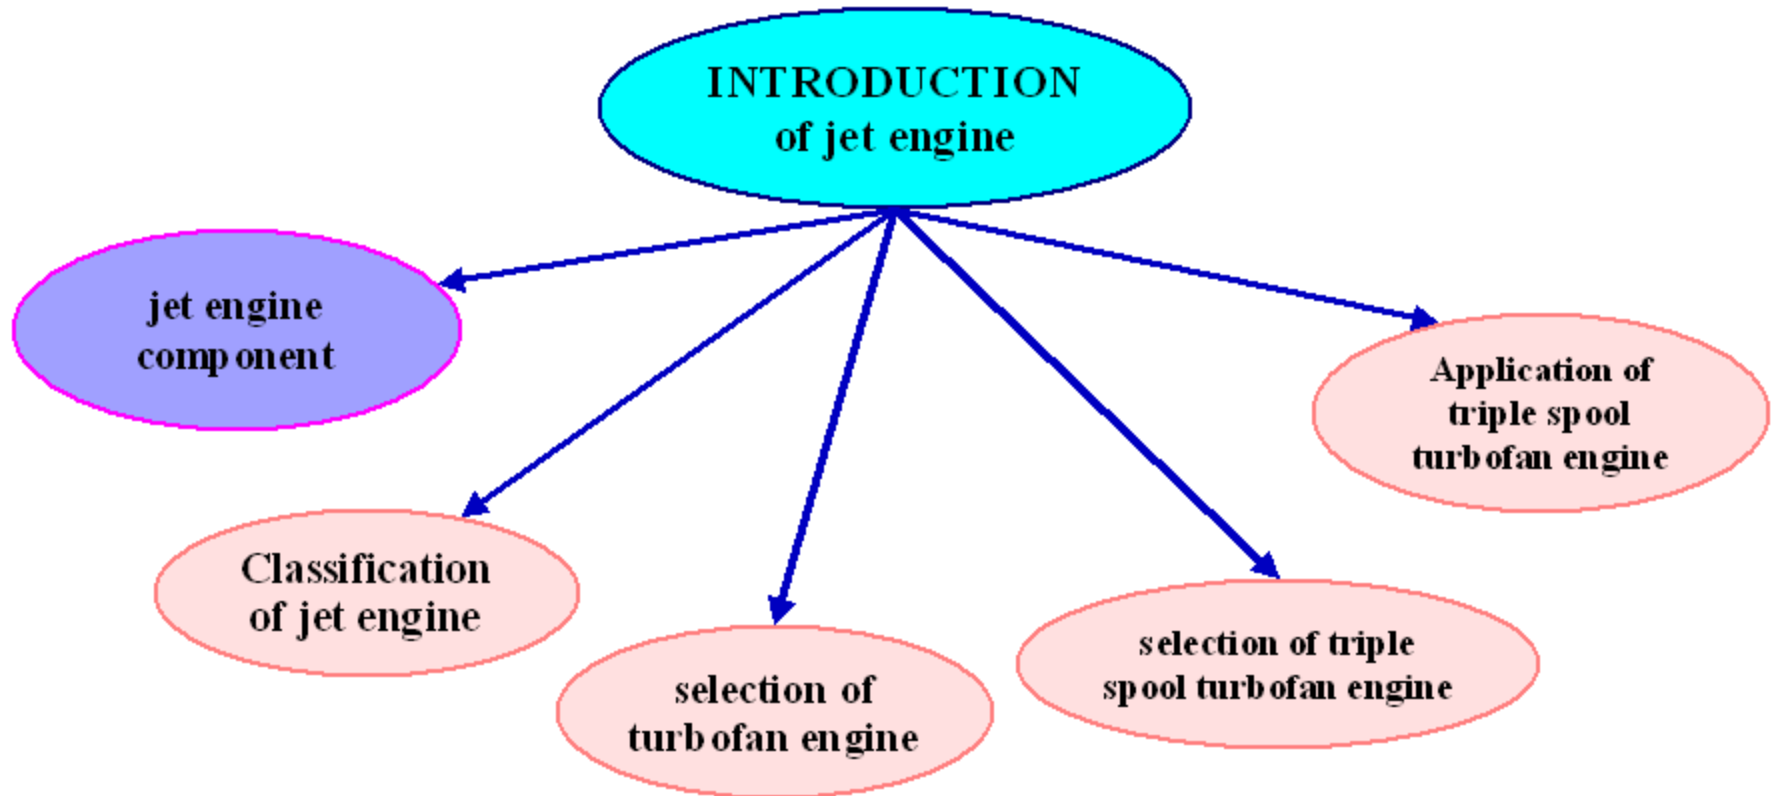 INTRODUCTION
of jet engine
jet engine
component
Application of
triple spool
turbofan engine
Classification
of jet engine
selection of
turbofan engine
selection of triple
spool turbofan engine